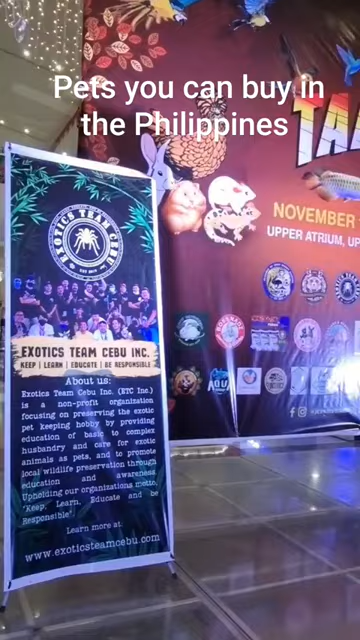 Pets you can buy in
the Philippines
TA
NOVEMBER
UPPER ATRIUM, UP
EXOTICS TEAM CEBU
EXOTICS TEAM CEBU INC.
KEEP | LEARN | EDUCATE | BE RESPONSIBLE
About us:
Exotics Team Cebu Inc. (ETC Inc.)
is a non-profit organization
focusing on preserving the exotic
pet keeping hobby by providing
education of basic to complex
husbandry and care for exotic
animals as pets, and to promote
local wildlife preservation through
education and awareness.
Upholding our organizations motto,
"Keep, Learn, Educate and be
Responsible"
Learn more at
www.exoticsteamcebu.com